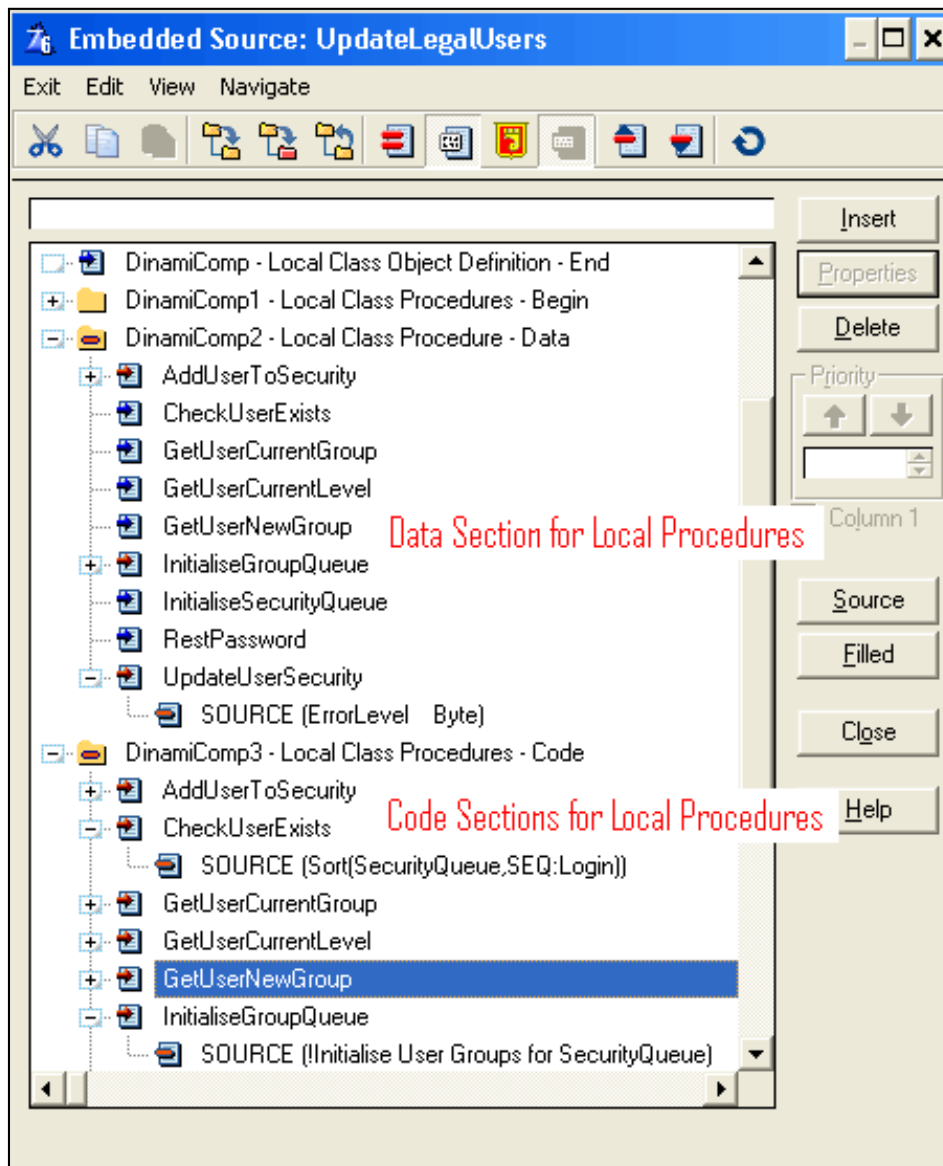 Embedded Source: UpdateLegalUsers
Exit Edit View Navigate
Insert
DinamiComp - Local Class Object Definition - End
Properties
DinamiComp1 - Local Class Procedures - Begin
DinamiComp2 - Local Class Procedure - Data
Delete
AddUserToSecurity
Priority
CheckUserExists
GetUserCurrentGroup
GetUserCurrentLevel
GetUserNewGroup
Data Section for Local Procedures
Column 1
InitialiseGroupQueue
InitialiseSecurityQueue
Source
RestPassword
Filled
UpdateUserSecurity
SOURCE (ErrorLevel Byte)
Close
DinamiComp3 - Local Class Procedures - Code
AddUserToSecurity
Code Sections for Local Procedures
Help
CheckUserExists
SOURCE (Sort(SecurityQueue,SEQ:Login))
GetUserCurrentGroup
GetUserCurrentLevel
GetUserNewGroup
InitialiseGroupQueue
SOURCE (!Initialise User Groups for SecurityQueue)